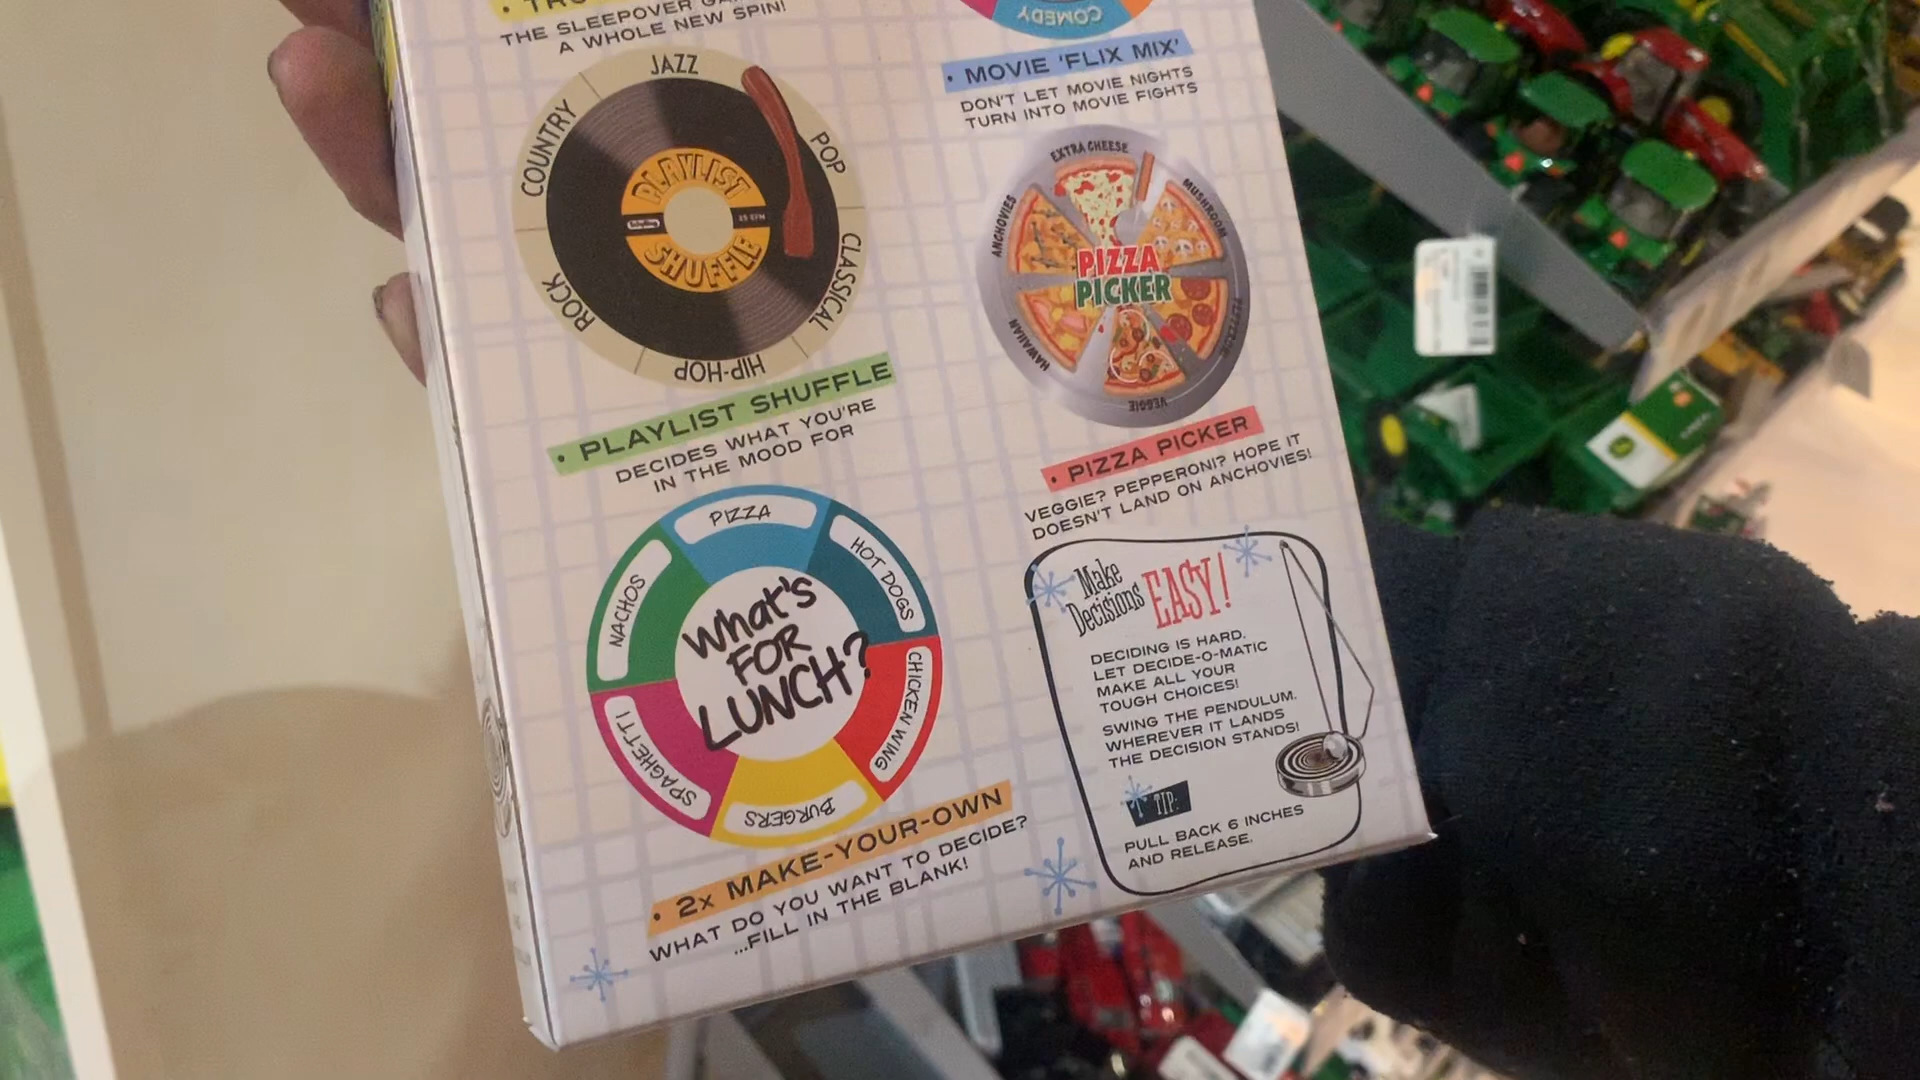 THE SLEEPOVER
A WHOLE NEW SPIN!
COMEDY
• MOVIE 'FLIX MIX'
DON'T LET MOVIE NIGHTS
TURN INTO MOVIE FIGHTS
JAZZ
POP
CLASSICAL
HIP-HOP
ROCK
COUNTRY
PLAYLIST
SHUFFLE
• PLAYLIST SHUFFLE
DECIDES WHAT YOU'RE
IN THE MOOD FOR
EXTRA CHEESE
MUSHROOM
VEGGIE
HAWAIIAN
ANCHOVIES
PIZZA
PICKER
• PIZZA PICKER
VEGGIE? PEPPERONI? HOPE IT
DOESN'T LAND ON ANCHOVIES!
PIZZA
HOT DOGS
CHICKEN WING
BURGERS
SPAGHETTI
NACHOS
What's
FOR
LUNCH?
• 2x MAKE-YOUR-OWN
WHAT DO YOU WANT TO DECIDE?
...FILL IN THE BLANK!
Make
Decisions
EASY!
DECIDING IS HARD.
LET DECIDE-O-MATIC
MAKE ALL YOUR
TOUGH CHOICES!
SWING THE PENDULUM.
WHEREVER IT LANDS
THE DECISION STANDS!
TIP:
PULL BACK 6 INCHES
AND RELEASE.